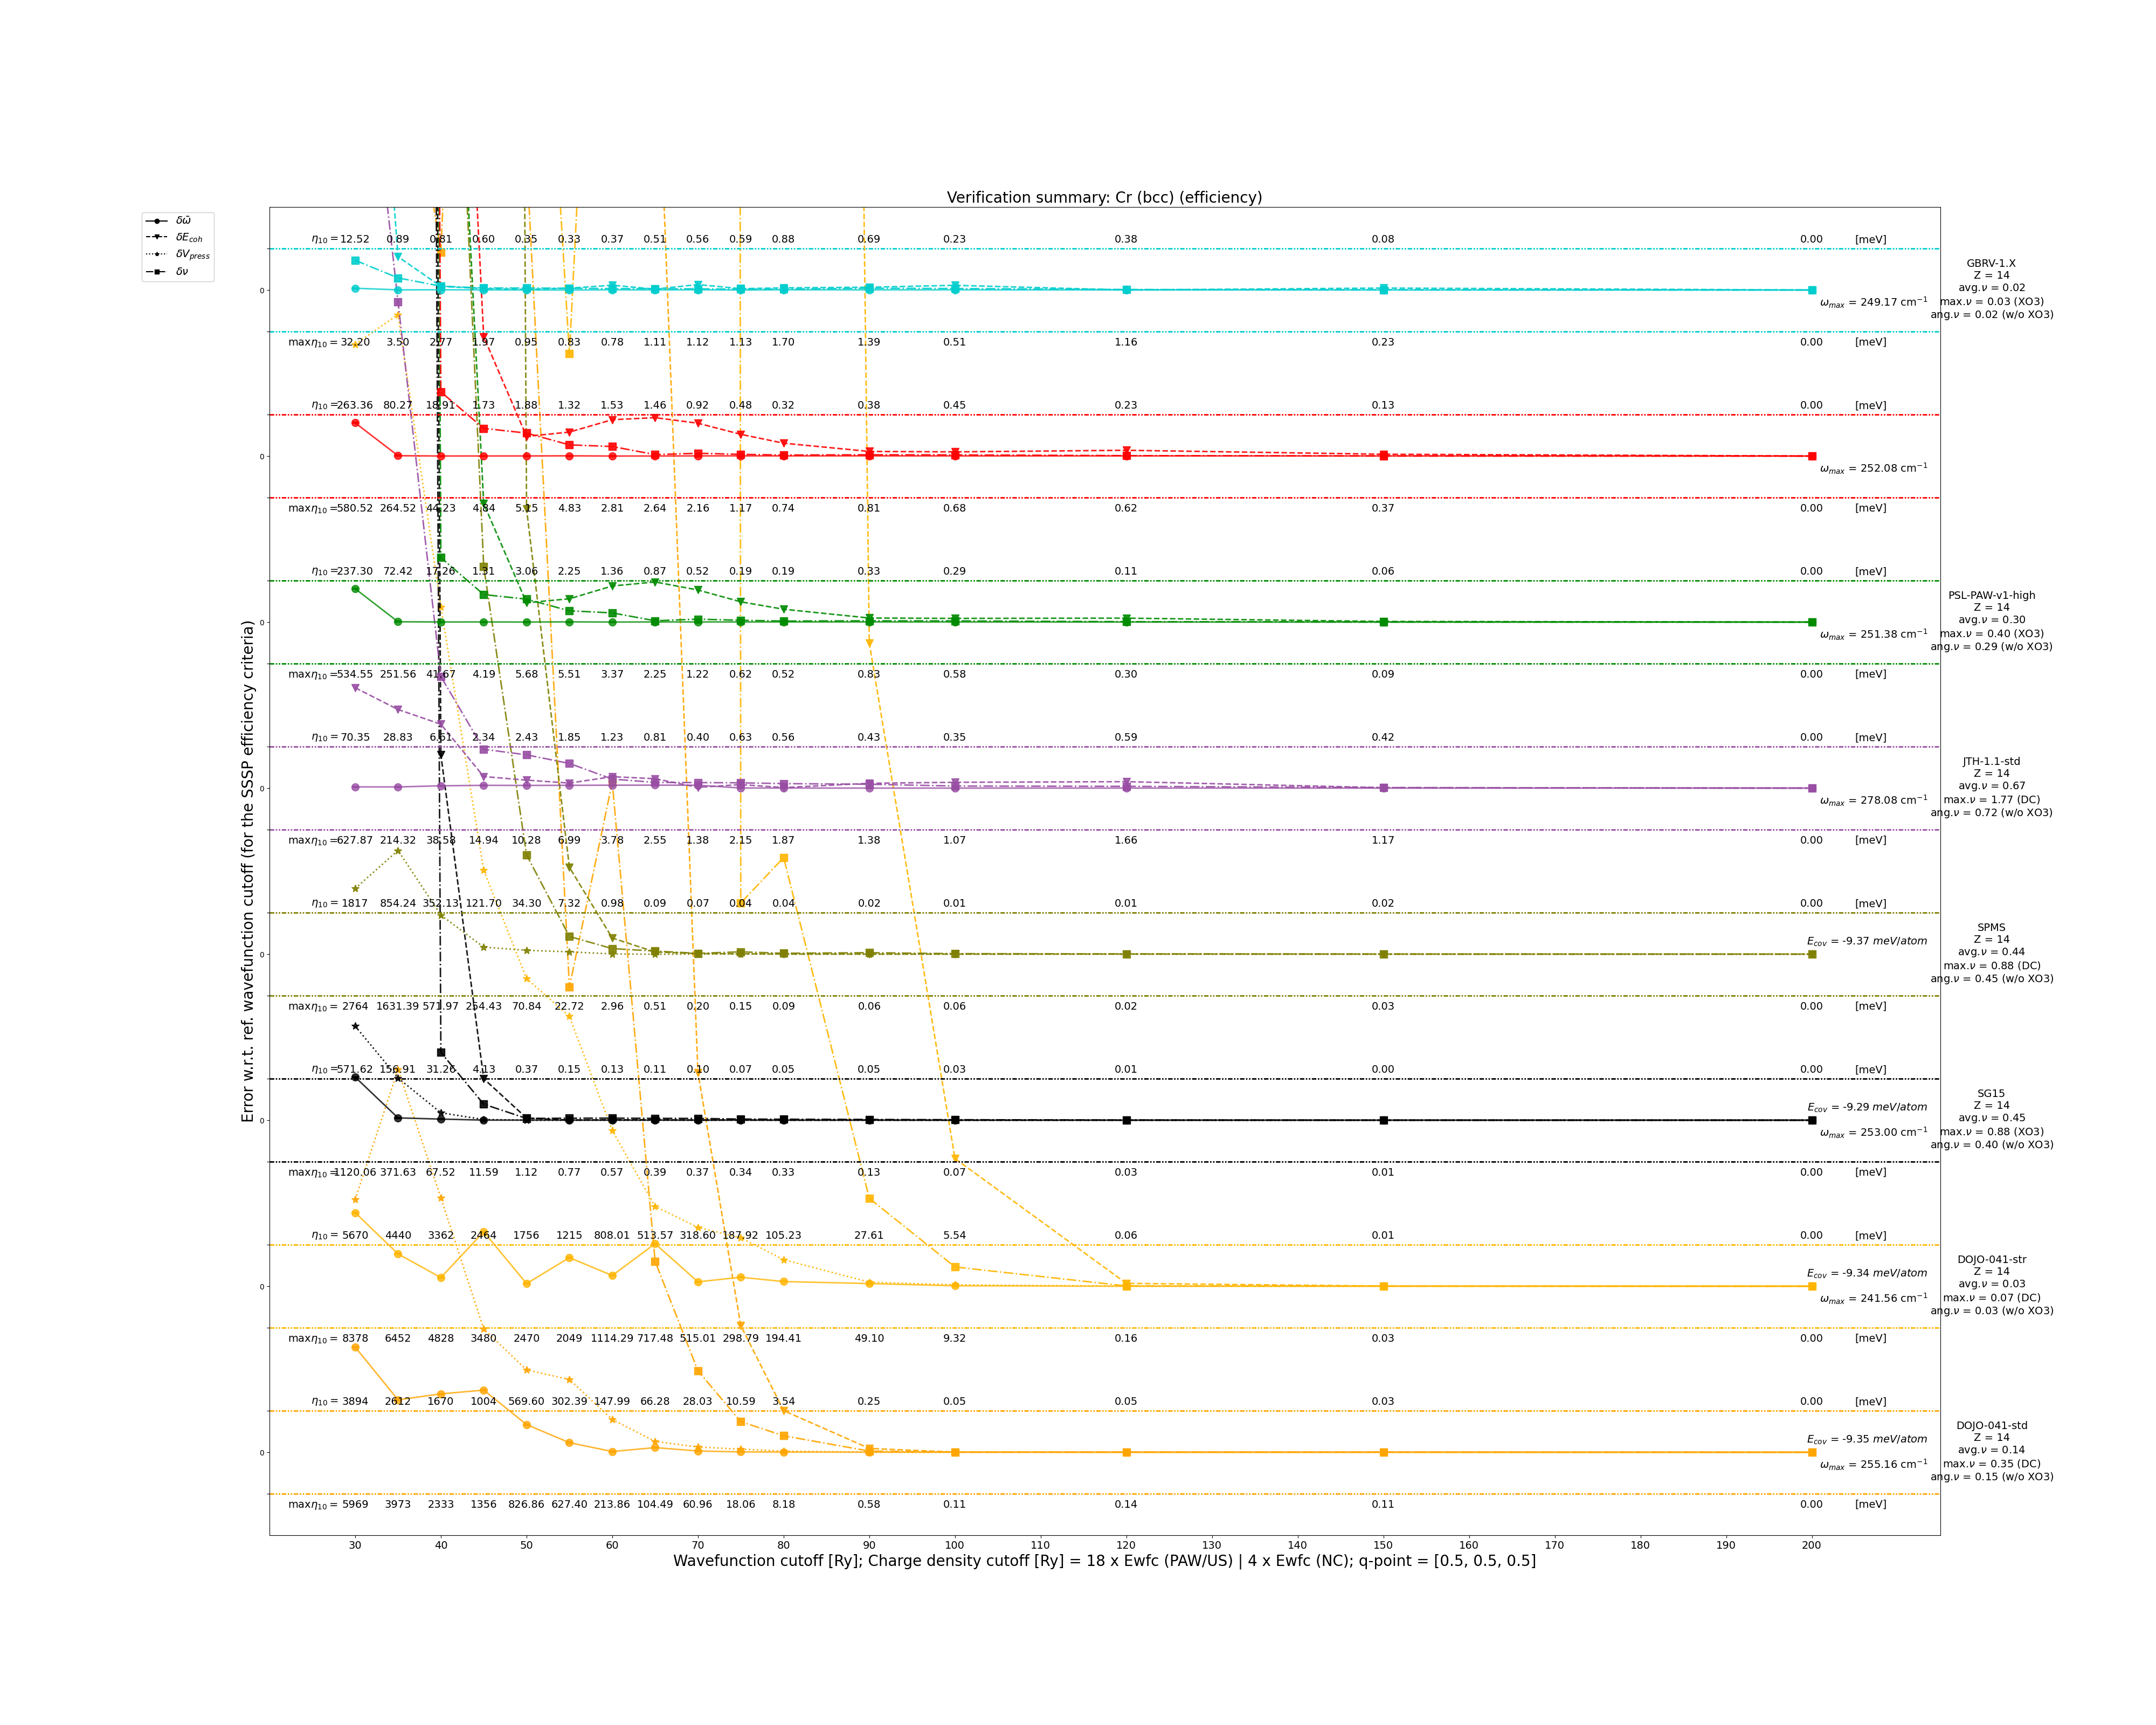 Verification summary: Cr (bcc) (efficiency)
δω̄
δE_coh
δV_press
δν
Error w.r.t. ref. wavefunction cutoff (for the SSSP efficiency criteria)
η₁₀ = 12.52 0.89 0.81 0.60 0.35 0.33 0.37 0.51 0.56 0.59 0.88 0.69 0.23 0.38 0.08 0.00 [meV]
0
GBRV-1.X
Z = 14
avg.ν = 0.02
ω_max = 249.17 cm⁻¹
max.ν = 0.03 (XO3)
ang.ν = 0.02 (w/o XO3)
maxη₁₀ = 32.20 3.50 2.77 1.97 0.95 0.83 0.78 1.11 1.12 1.13 1.70 1.39 0.51 1.16 0.23 0.00 [meV]
η₁₀ = 263.36 80.27 18.91 1.73 1.88 1.32 1.53 1.46 0.92 0.48 0.32 0.38 0.45 0.23 0.13 0.00 [meV]
0
ω_max = 252.08 cm⁻¹
maxη₁₀ = 580.52 264.52 44.23 4.84 5.15 4.83 2.81 2.64 2.16 1.17 0.74 0.81 0.68 0.62 0.37 0.00 [meV]
η₁₀ = 237.30 72.42 17.26 1.31 3.06 2.25 1.36 0.87 0.52 0.19 0.19 0.33 0.29 0.11 0.06 0.00 [meV]
0
PSL-PAW-v1-high
Z = 14
avg.ν = 0.30
ω_max = 251.38 cm⁻¹
max.ν = 0.40 (XO3)
ang.ν = 0.29 (w/o XO3)
maxη₁₀ = 534.55 251.56 41.67 4.19 5.68 5.51 3.37 2.25 1.22 0.62 0.52 0.83 0.58 0.30 0.09 0.00 [meV]
η₁₀ = 70.35 28.83 6.61 2.34 2.43 1.85 1.23 0.81 0.40 0.63 0.56 0.43 0.35 0.59 0.42 0.00 [meV]
0
JTH-1.1-std
Z = 14
avg.ν = 0.67
ω_max = 278.08 cm⁻¹
max.ν = 1.77 (DC)
ang.ν = 0.72 (w/o XO3)
maxη₁₀ = 627.87 214.32 38.58 14.94 10.28 6.99 3.78 2.55 1.38 2.15 1.87 1.38 1.07 1.66 1.17 0.00 [meV]
η₁₀ = 1817 854.24 352.13 121.70 34.30 7.32 0.98 0.09 0.07 0.04 0.04 0.02 0.01 0.01 0.02 0.00 [meV]
0
E_cov = -9.37 meV/atom
SPMS
Z = 14
avg.ν = 0.44
max.ν = 0.88 (DC)
ang.ν = 0.45 (w/o XO3)
maxη₁₀ = 2764 1631.39 571.97 254.43 70.84 22.72 2.96 0.51 0.20 0.15 0.09 0.06 0.06 0.02 0.03 0.00 [meV]
η₁₀ = 571.62 156.91 31.26 4.13 0.37 0.15 0.13 0.11 0.10 0.07 0.05 0.05 0.03 0.01 0.00 0.00 [meV]
0
E_cov = -9.29 meV/atom
SG15
Z = 14
avg.ν = 0.45
ω_max = 253.00 cm⁻¹
max.ν = 0.88 (XO3)
ang.ν = 0.40 (w/o XO3)
maxη₁₀ = 1120.06 371.63 67.52 11.59 1.12 0.77 0.57 0.39 0.37 0.34 0.33 0.13 0.07 0.03 0.01 0.00 [meV]
η₁₀ = 5670 4440 3362 2464 1756 1215 808.01 513.57 318.60 187.92 105.23 27.61 5.54 0.06 0.01 0.00 [meV]
0
E_cov = -9.34 meV/atom
DOJO-041-str
Z = 14
avg.ν = 0.03
ω_max = 241.56 cm⁻¹
max.ν = 0.07 (DC)
ang.ν = 0.03 (w/o XO3)
maxη₁₀ = 8378 6452 4828 3480 2470 2049 1114.29 717.48 515.01 298.79 194.41 49.10 9.32 0.16 0.03 0.00 [meV]
η₁₀ = 3894 2612 1670 1004 569.60 302.39 147.99 66.28 28.03 10.59 3.54 0.25 0.05 0.05 0.03 0.00 [meV]
0
E_cov = -9.35 meV/atom
DOJO-041-std
Z = 14
avg.ν = 0.14
ω_max = 255.16 cm⁻¹
max.ν = 0.35 (DC)
ang.ν = 0.15 (w/o XO3)
maxη₁₀ = 5969 3973 2333 1356 826.86 627.40 213.86 104.49 60.96 18.06 8.18 0.58 0.11 0.14 0.11 0.00 [meV]
30 40 50 60 70 80 90 100 110 120 130 140 150 160 170 180 190 200
Wavefunction cutoff [Ry]; Charge density cutoff [Ry] = 18 x Ewfc (PAW/US) | 4 x Ewfc (NC); q-point = [0.5, 0.5, 0.5]